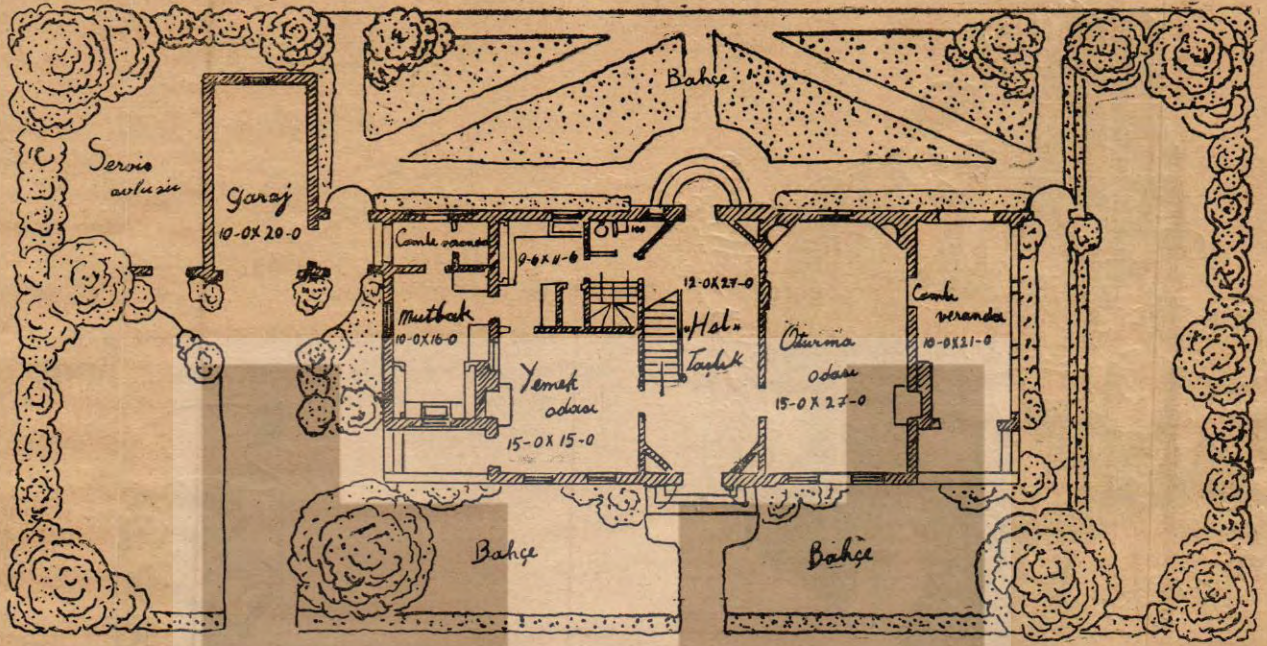 Bahçe
Servis
avlusu
Garaj
10-0X20-0
Camlı veranda
9-6X11-6
100
12-0X27-0
"Hol"
Taşlık
Mutbak
10-0X16-0
Yemek
odası
15-0X15-0
Oturma
odası
15-0X27-0
Camlı
veranda
10-0X21-0
Bahçe
Bahçe